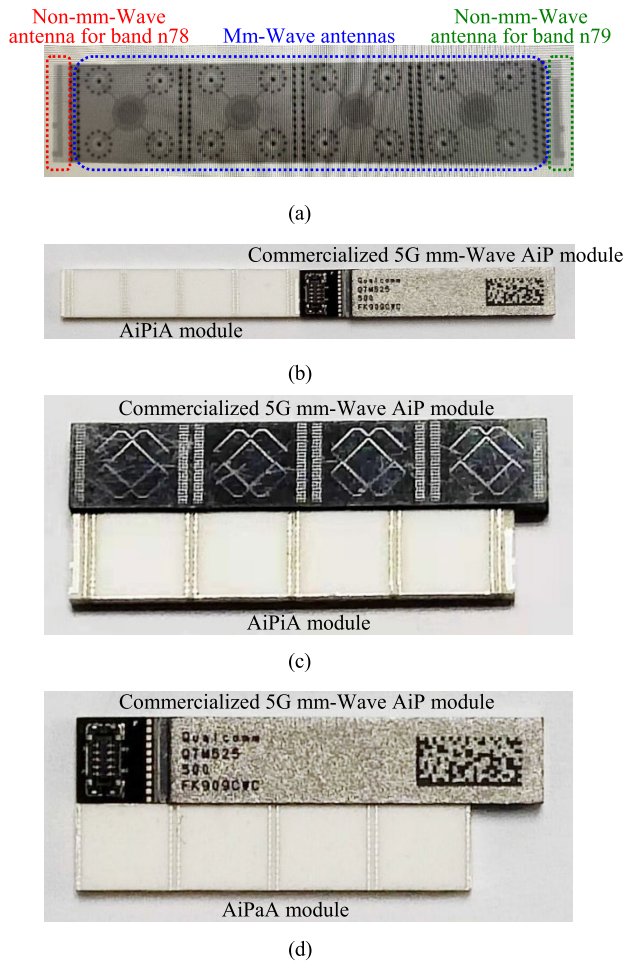 Non-mm-Wave
antenna for band n78
Mm-Wave antennas
Non-mm-Wave
antenna for band n79
(a)
Commercialized 5G mm-Wave AiP module
Qualcomm
QTM525
500
FK909CWC
AiPiA module
(b)
Commercialized 5G mm-Wave AiP module
AiPiA module
(c)
Commercialized 5G mm-Wave AiP module
Qualcomm
QTM525
500
FK909CWC
AiPaA module
(d)